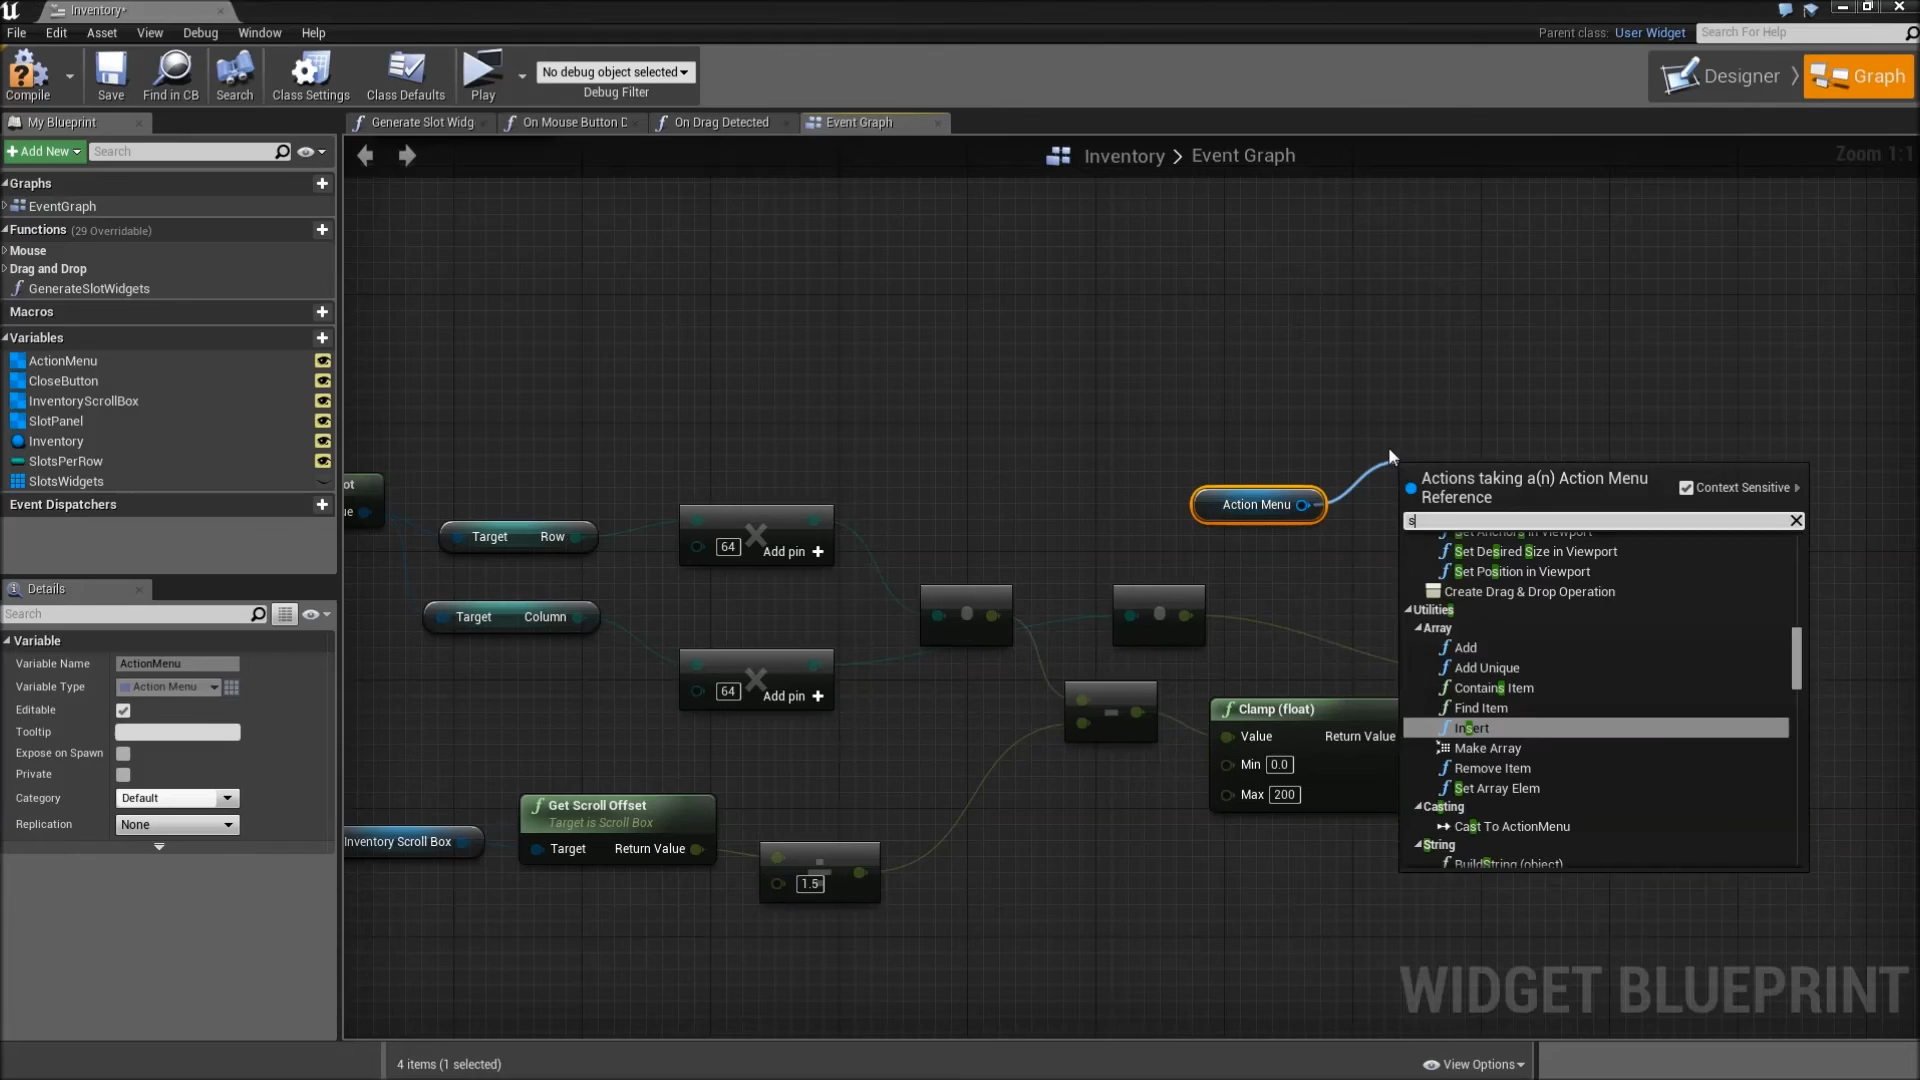 Inventory*
File Edit Asset View Debug Window Help
Parent class: User Widget
Search For Help
Compile
Save
Find in CB
Search
Class Settings
Class Defaults
Play
No debug object selected
Debug Filter
Designer
Graph
My Blueprint
Generate Slot Widg
On Mouse Button D
On Drag Detected
Event Graph
+Add New
Search
Inventory > Event Graph
Zoom 1:1
Graphs
EventGraph
Functions (29 Overridable)
Mouse
Drag and Drop
GenerateSlotWidgets
Macros
Variables
ActionMenu
CloseButton
InventoryScrollBox
SlotPanel
Inventory
SlotsPerRow
SlotsWidgets
Event Dispatchers
Details
Search
Variable
Variable Name ActionMenu
Variable Type Action Menu
Editable
Tooltip
Expose on Spawn
Private
Category Default
Replication None
ot
ue
Target Row
64 Add pin +
Target Column
64 Add pin +
Action Menu
Clamp (float)
Value Return Value
Min 0.0
Max 200
Inventory Scroll Box
Get Scroll Offset
Target is Scroll Box
Target Return Value
1.5
Actions taking a(n) Action Menu
Reference
Context Sensitive
s
Set Anchors in Viewport
Set Desired Size in Viewport
Set Position in Viewport
Create Drag & Drop Operation
Utilities
Array
Add
Add Unique
Contains Item
Find Item
Insert
Make Array
Remove Item
Set Array Elem
Casting
Cast To ActionMenu
String
BuildString (object)
WIDGET BLUEPRINT
4 items (1 selected)
View Options